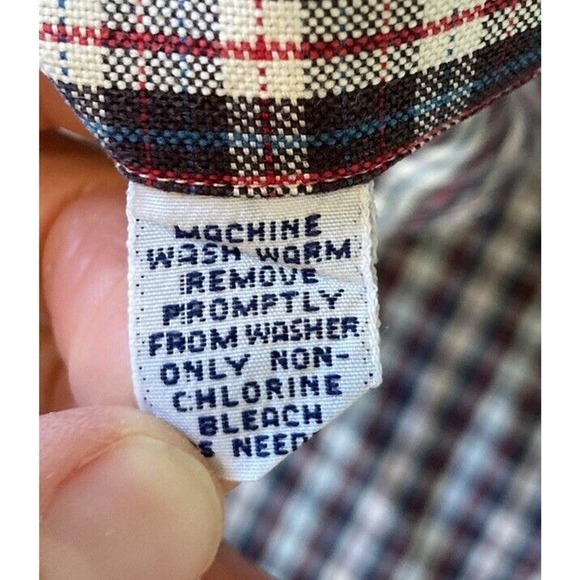 MACHINE
WASH WARM
REMOVE
PROMPTLY
FROM WASHER
ONLY NON-
CHLORINE
BLEACH
S NEED